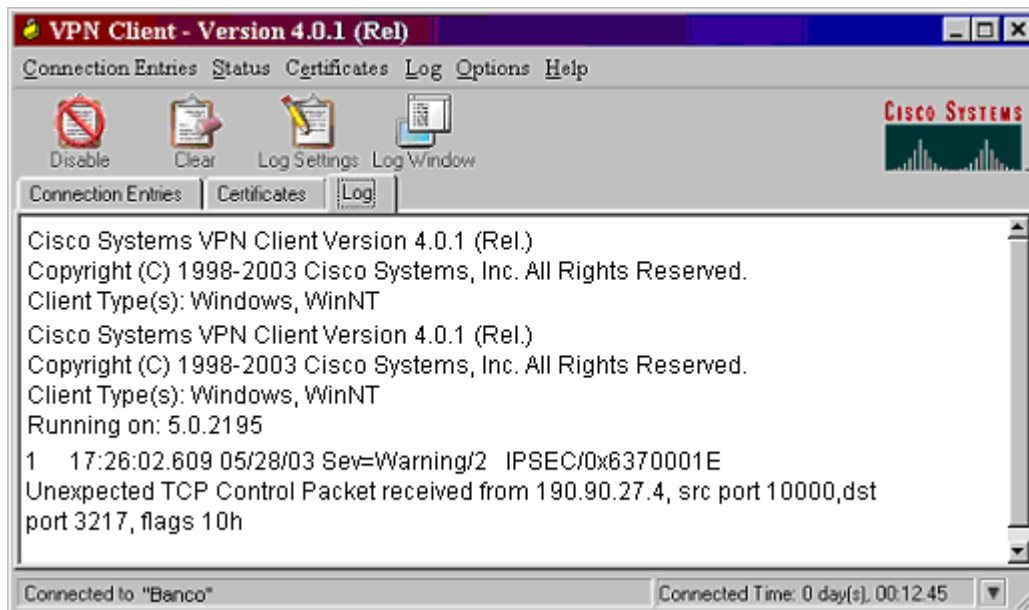 VPN Client - Version 4.0.1 (Rel)
Connection Entries Status Certificates Log Options Help
CISCO SYSTEMS
Disable Clear Log Settings Log Window
Connection Entries Certificates Log
Cisco Systems VPN Client Version 4.0.1 (Rel.)
Copyright (C) 1998-2003 Cisco Systems, Inc. All Rights Reserved.
Client Type(s): Windows, WinNT
Cisco Systems VPN Client Version 4.0.1 (Rel.)
Copyright (C) 1998-2003 Cisco Systems, Inc. All Rights Reserved.
Client Type(s): Windows, WinNT
Running on: 5.0.2195
1 17:26:02.609 05/28/03 Sev=Warning/2 IPSEC/0x6370001E
Unexpected TCP Control Packet received from 190.90.27.4, src port 10000,dst
port 3217, flags 10h
Connected to "Banco" Connected Time: 0 day(s), 00:12.45